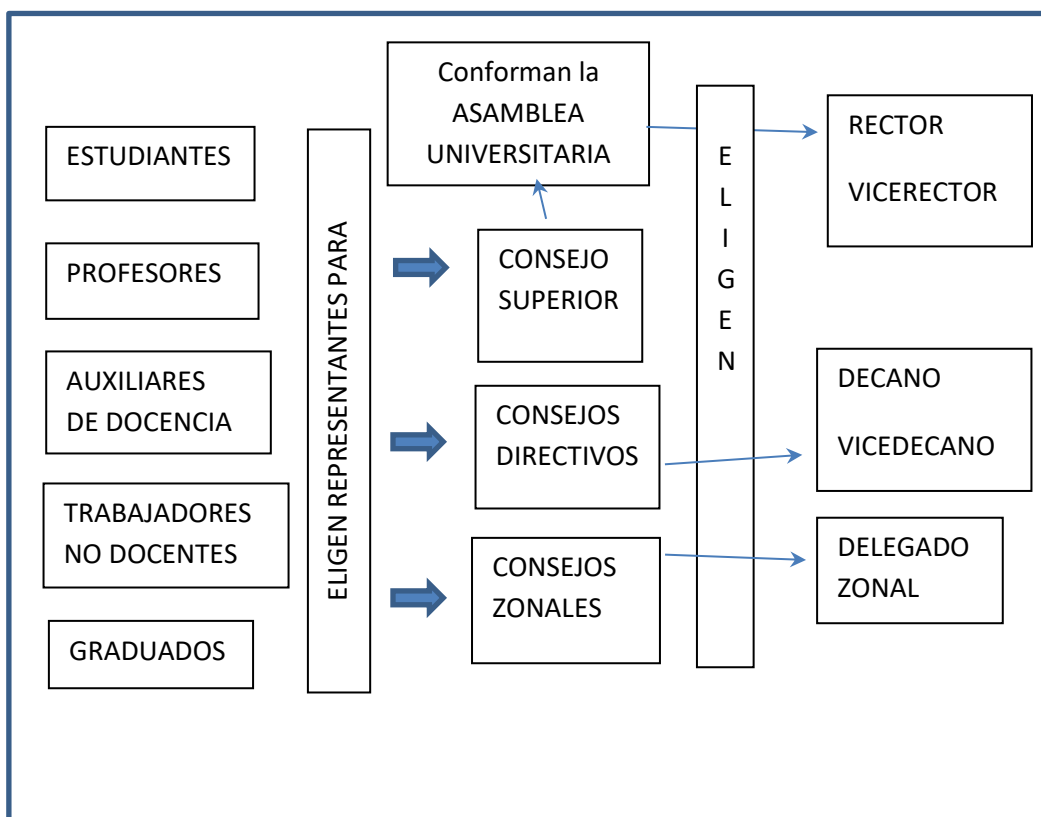 ESTUDIANTES
PROFESORES
AUXILIARES
DE DOCENCIA
TRABAJADORES
NO DOCENTES
GRADUADOS
ELIGEN REPRESENTANTES PARA
Conforman la
ASAMBLEA
UNIVERSITARIA
CONSEJO
SUPERIOR
CONSEJOS
DIRECTIVOS
CONSEJOS
ZONALES
E
L
I
G
E
N
RECTOR
VICERECTOR
DECANO
VICEDECANO
DELEGADO
ZONAL